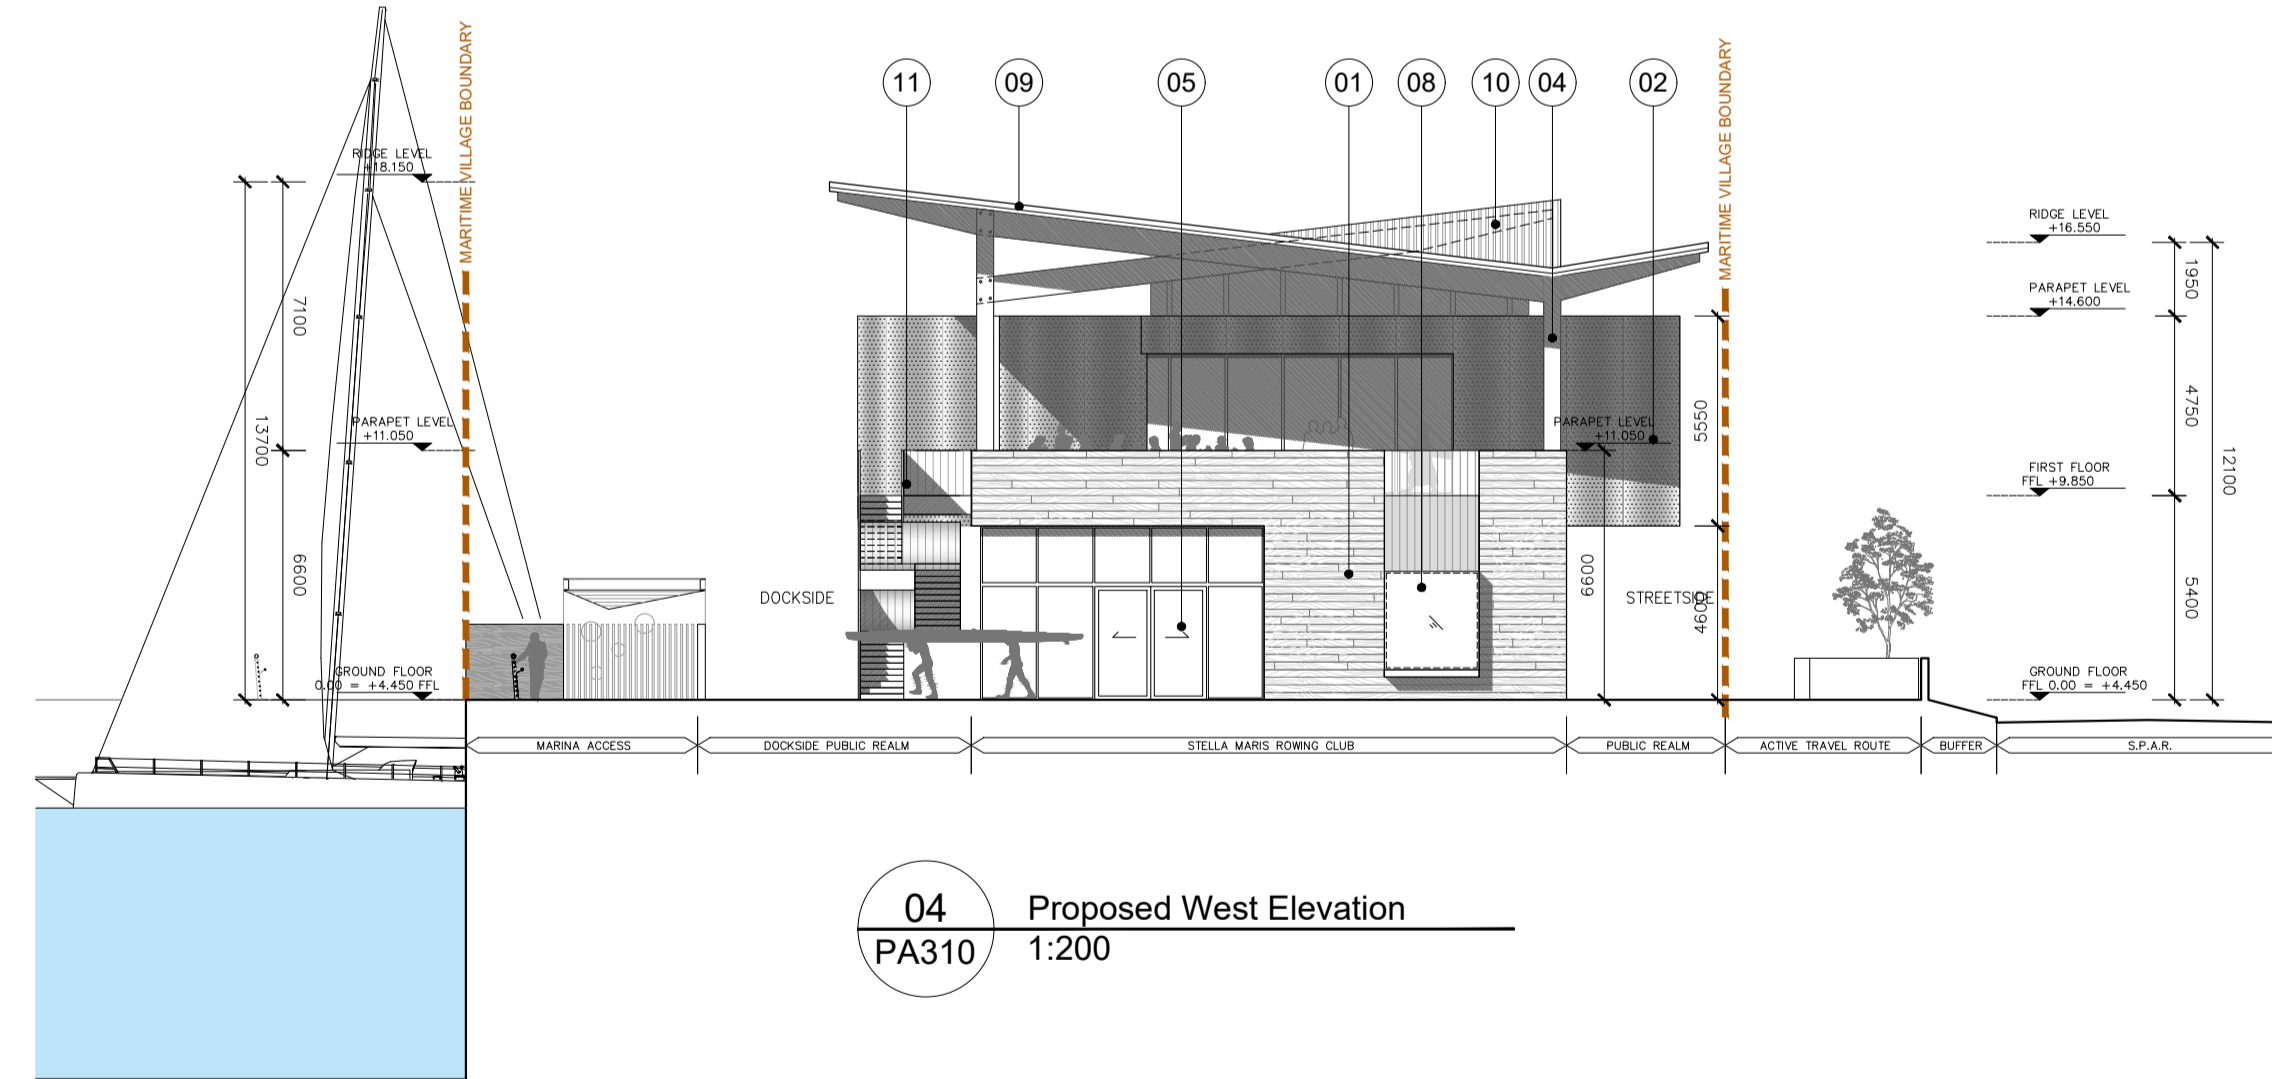 MARITIME VILLAGE BOUNDARY
11
09
05
01
08
10
04
02
MARITIME VILLAGE BOUNDARY
RIDGE LEVEL
+18.150
7100
13700
PARAPET LEVEL
+11.050
6600
GROUND FLOOR
0.00 = +4.450 FFL
DOCKSIDE
PARAPET LEVEL
+11.050
5550
6600
STREETSIDE
4600
RIDGE LEVEL
+16.550
1950
PARAPET LEVEL
+14.600
4750
12100
FIRST FLOOR
FFL +9.850
5400
GROUND FLOOR
FFL 0.00 = +4.450
MARINA ACCESS
DOCKSIDE PUBLIC REALM
STELLA MARIS ROWING CLUB
PUBLIC REALM
ACTIVE TRAVEL ROUTE
BUFFER
S.P.A.R.
04
PA310
Proposed West Elevation
1:200